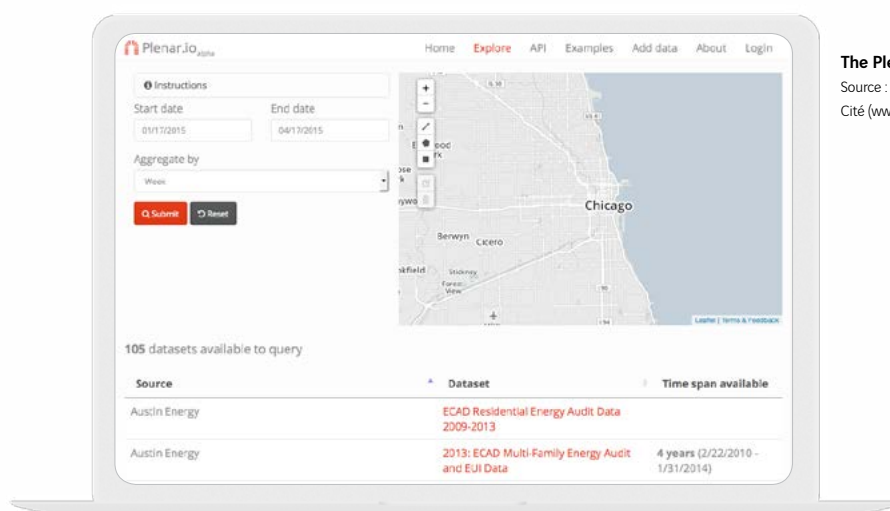 Plenar.io alpha
Home Explore API Examples Add data About Login
Instructions
Start date End date
01/17/2015 04/17/2015
Aggregate by
Week
Submit Reset
Chicago
Berwyn Cicero
Stickney
Forest
View
Leaflet | Terms & Feedback
105 datasets available to query
Source Dataset Time span available
Austin Energy ECAD Residential Energy Audit Data
2009-2013
Austin Energy 2013: ECAD Multi-Family Energy Audit 4 years (2/22/2010 -
and EUI Data 1/31/2014)
The Ple
Source :
Cité (ww